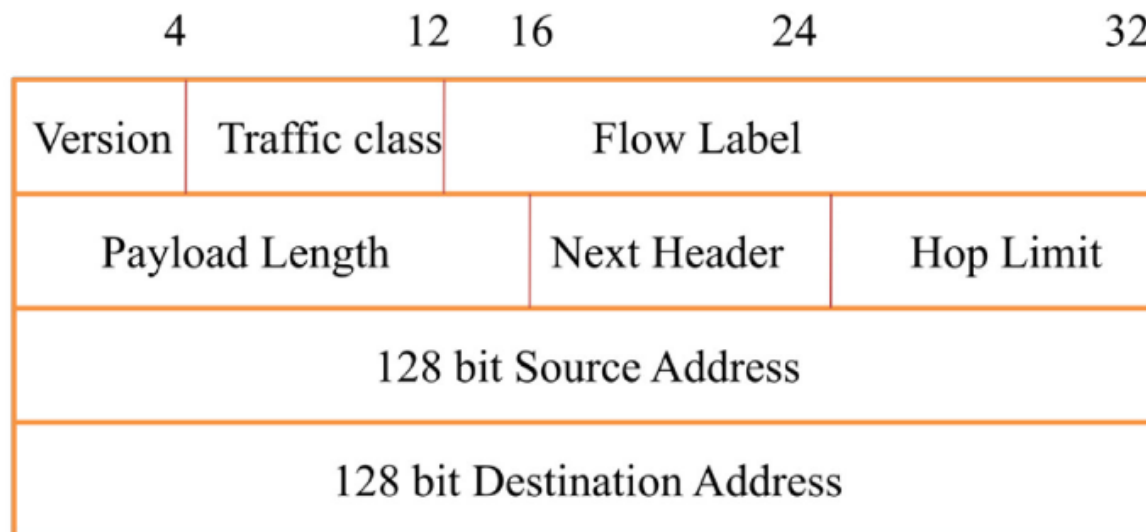 4 12 16 24 32
Version Traffic class Flow Label
Payload Length Next Header Hop Limit
128 bit Source Address
128 bit Destination Address